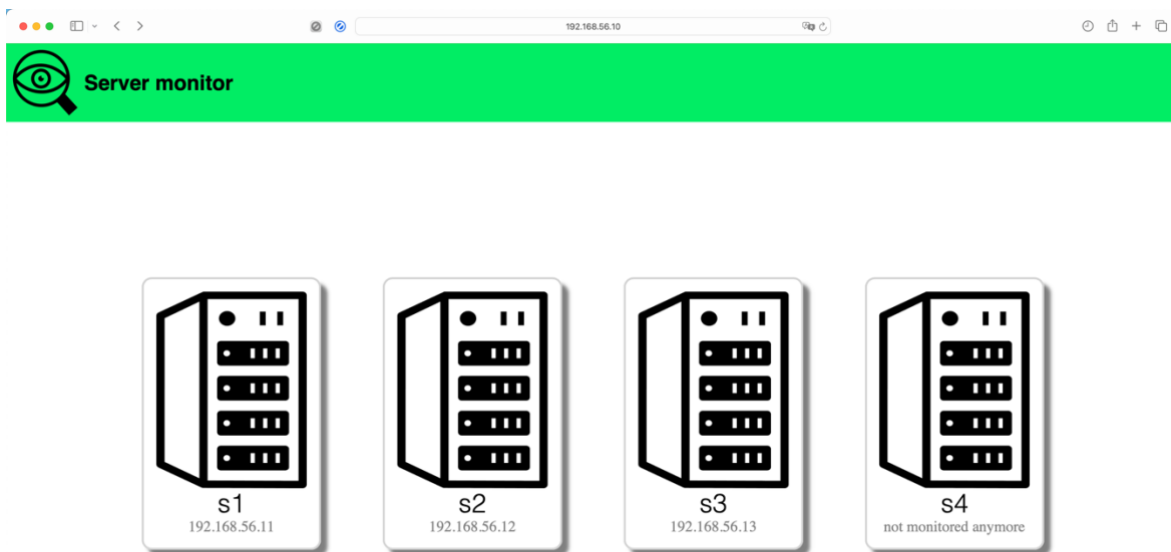 192.168.56.10
Server monitor
s1
192.168.56.11
s2
192.168.56.12
s3
192.168.56.13
s4
not monitored anymore